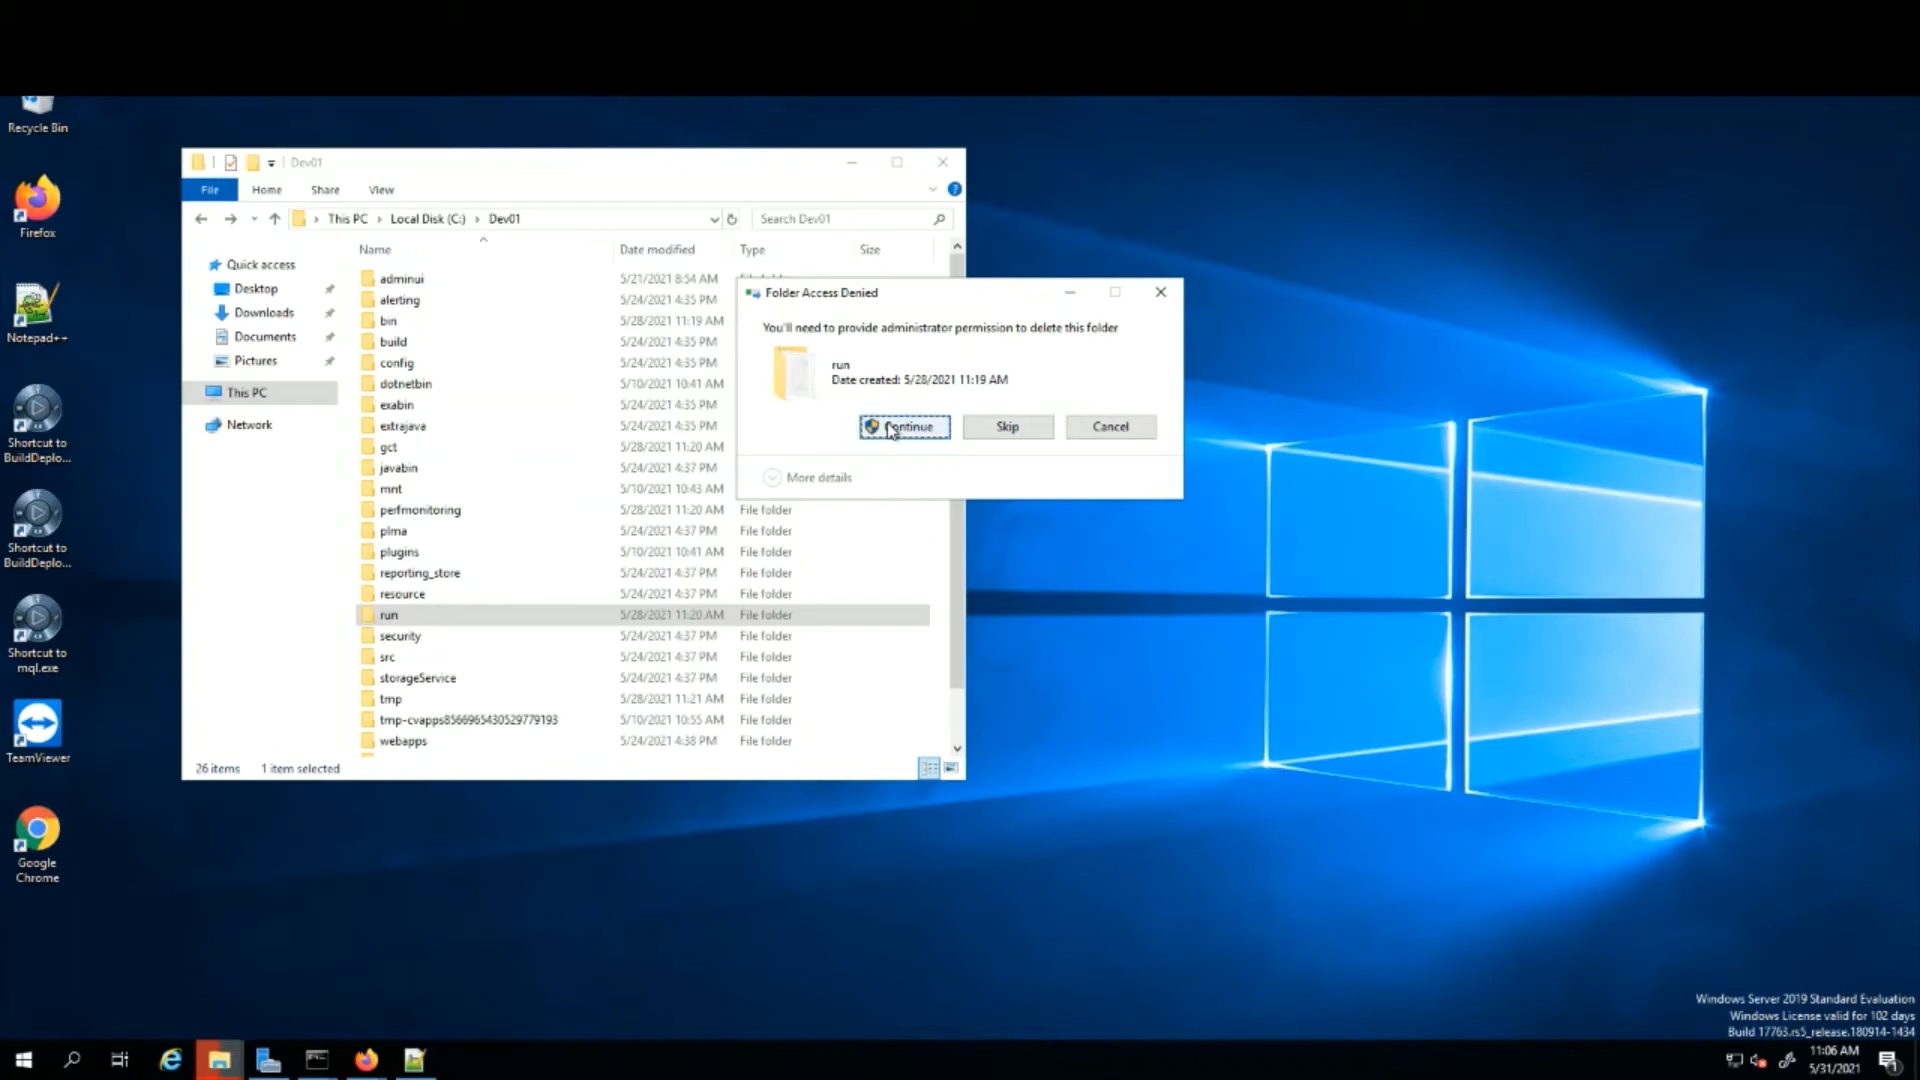 Recycle Bin
Firefox
Notepad++
Shortcut to
BuildDeplo...
Shortcut to
BuildDeplo...
Shortcut to
mql.exe
TeamViewer
Google
Chrome
Dev01
File Home Share View
This PC > Local Disk (C:) > Dev01
Search Dev01
Quick access
Desktop
Downloads
Documents
Pictures
This PC
Network
Name Date modified Type Size
adminui 5/21/2021 8:54 AM
alerting 5/24/2021 4:35 PM
bin 5/28/2021 11:19 AM
build 5/24/2021 4:35 PM
config 5/24/2021 4:35 PM
dotnetbin 5/10/2021 10:41 AM
exabin 5/24/2021 4:35 PM
extrajava 5/24/2021 4:35 PM
gct 5/28/2021 11:20 AM
javabin 5/24/2021 4:37 PM
mnt 5/10/2021 10:43 AM
perfmonitoring 5/28/2021 11:20 AM File folder
plma 5/24/2021 4:37 PM File folder
plugins 5/10/2021 10:41 AM File folder
reporting_store 5/24/2021 4:37 PM File folder
resource 5/24/2021 4:37 PM File folder
run 5/28/2021 11:20 AM File folder
security 5/24/2021 4:37 PM File folder
src 5/24/2021 4:37 PM File folder
storageService 5/24/2021 4:37 PM File folder
tmp 5/28/2021 11:21 AM File folder
tmp-cvapps8566965430529779193 5/10/2021 10:55 AM File folder
webapps 5/24/2021 4:38 PM File folder
26 items 1 item selected
Folder Access Denied
You'll need to provide administrator permission to delete this folder
run
Date created: 5/28/2021 11:19 AM
Continue Skip Cancel
More details
Windows Server 2019 Standard Evaluation
Windows License valid for 102 days
Build 17763.rs5_release.180914-1434
11:06 AM
5/31/2021
1